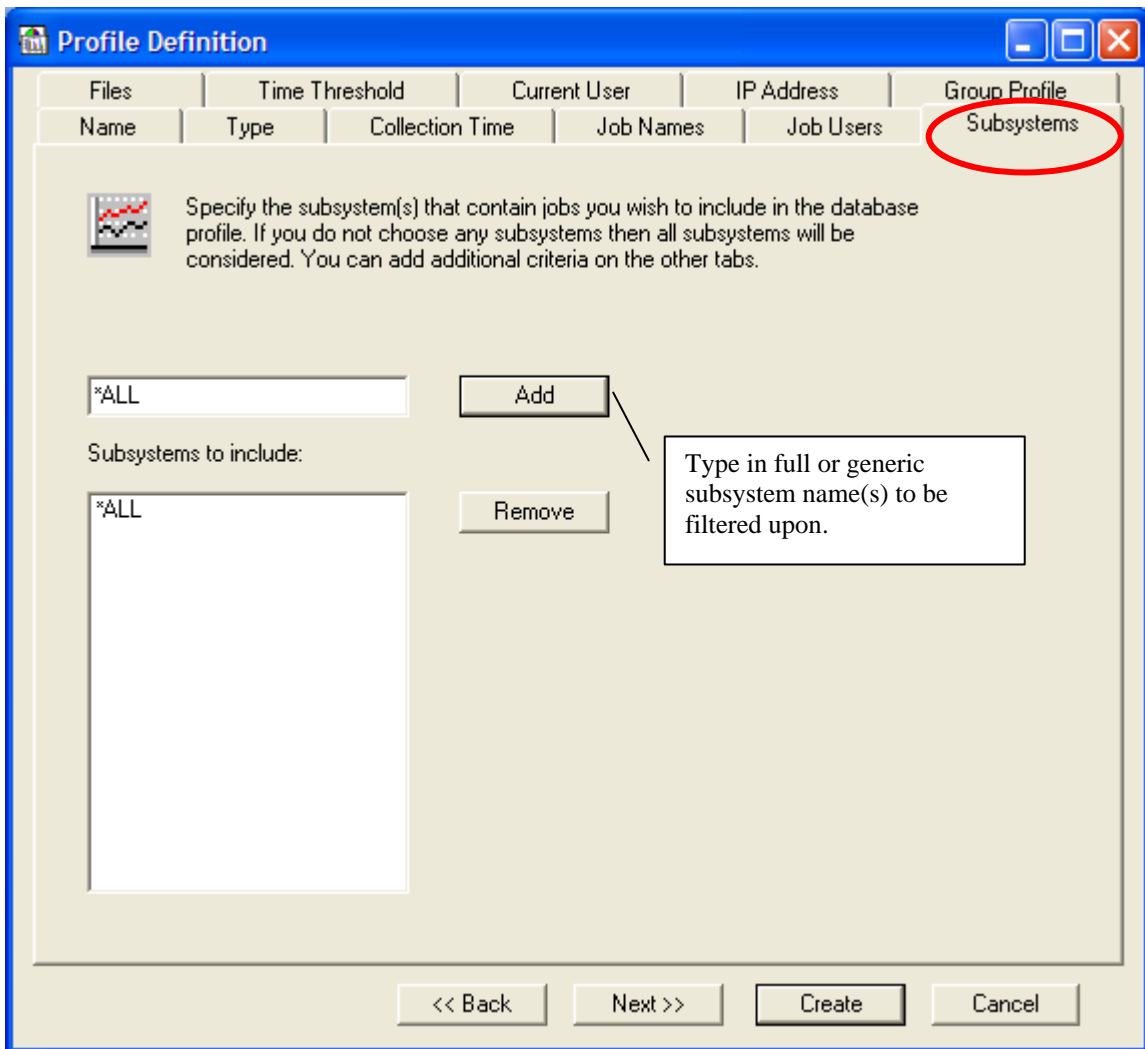 Profile Definition
Files Time Threshold Current User IP Address Group Profile
Name Type Collection Time Job Names Job Users Subsystems
Specify the subsystem(s) that contain jobs you wish to include in the database
profile. If you do not choose any subsystems then all subsystems will be
considered. You can add additional criteria on the other tabs.
*ALL Add
Subsystems to include:
*ALL Remove
Type in full or generic
subsystem name(s) to be
filtered upon.
<< Back Next >> Create Cancel